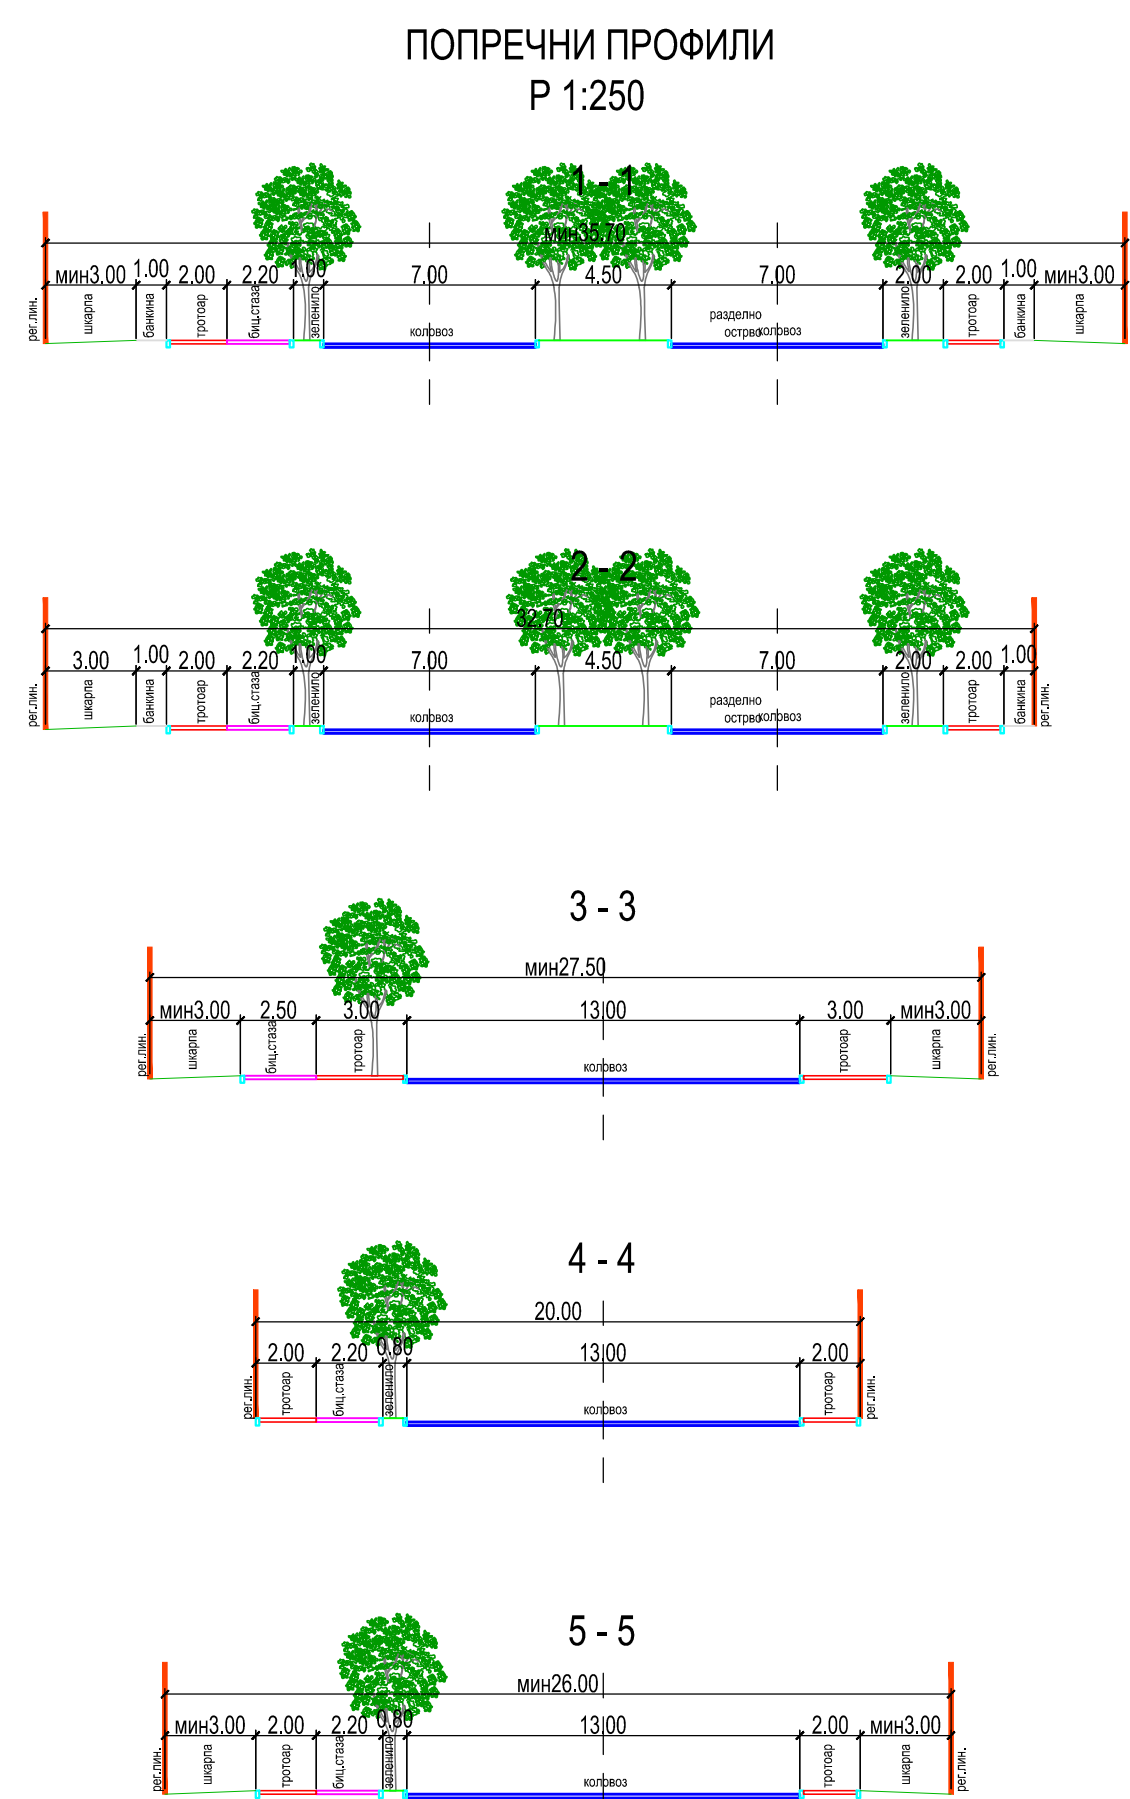 ПОПРЕЧНИ ПРОФИЛИ
Р 1:250
1 - 1
мин35.70
мин3.00 1.00 2.00 2.20 1.00 7.00 4.50 7.00 2.00 2.00 1.00 мин3.00
рег.лин. шкарпа банкина тротоар биц.стаза зеленило коловоз разделно острво коловоз зеленило тротоар банкина шкарпа
2 - 2
32.70
3.00 1.00 2.00 2.20 1.00 7.00 4.50 7.00 2.00 2.00 1.00
рег.лин. шкарпа банкина тротоар биц.стаза зеленило коловоз разделно острво коловоз зеленило тротоар банкина рег.лин.
3 - 3
мин27.50
мин3.00 2.50 3.00 13.00 3.00 мин3.00
рег.лин. шкарпа биц.стаза тротоар коловоз тротоар шкарпа рег.лин.
4 - 4
20.00
2.00 2.20 0.80 13.00 2.00
рег.лин. тротоар биц.стаза зеленило коловоз тротоар рег.лин.
5 - 5
мин26.00
мин3.00 2.00 2.20 0.80 13.00 2.00 мин3.00
рег.лин. шкарпа тротоар биц.стаза зеленило коловоз тротоар шкарпа рег.лин.